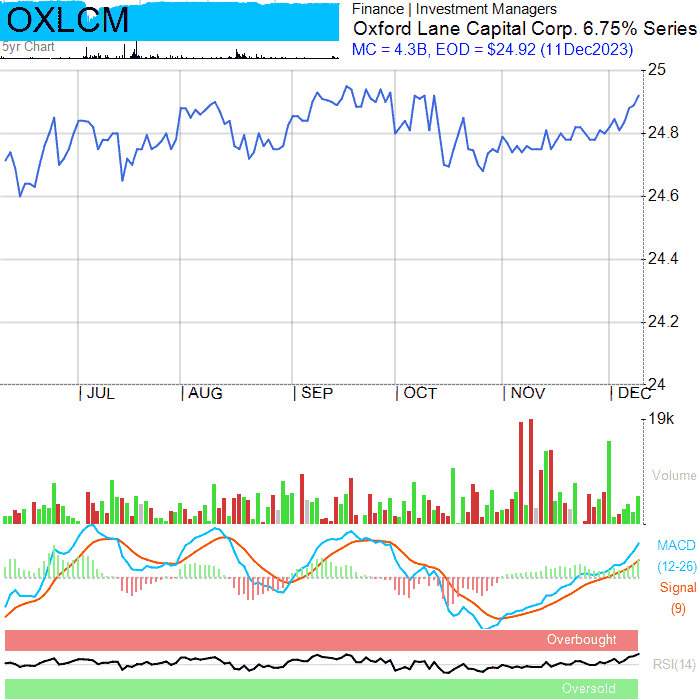 OXLCM
5yr Chart
Finance | Investment Managers
Oxford Lane Capital Corp. 6.75% Series
MC = 4.3B, EOD = $24.92 (11Dec2023)
25
24.8
24.6
24.4
24.2
24
JUL AUG SEP OCT NOV DEC
19k
Volume
MACD
(12-26)
Signal
(9)
Overbought
RSI(14)
Oversold